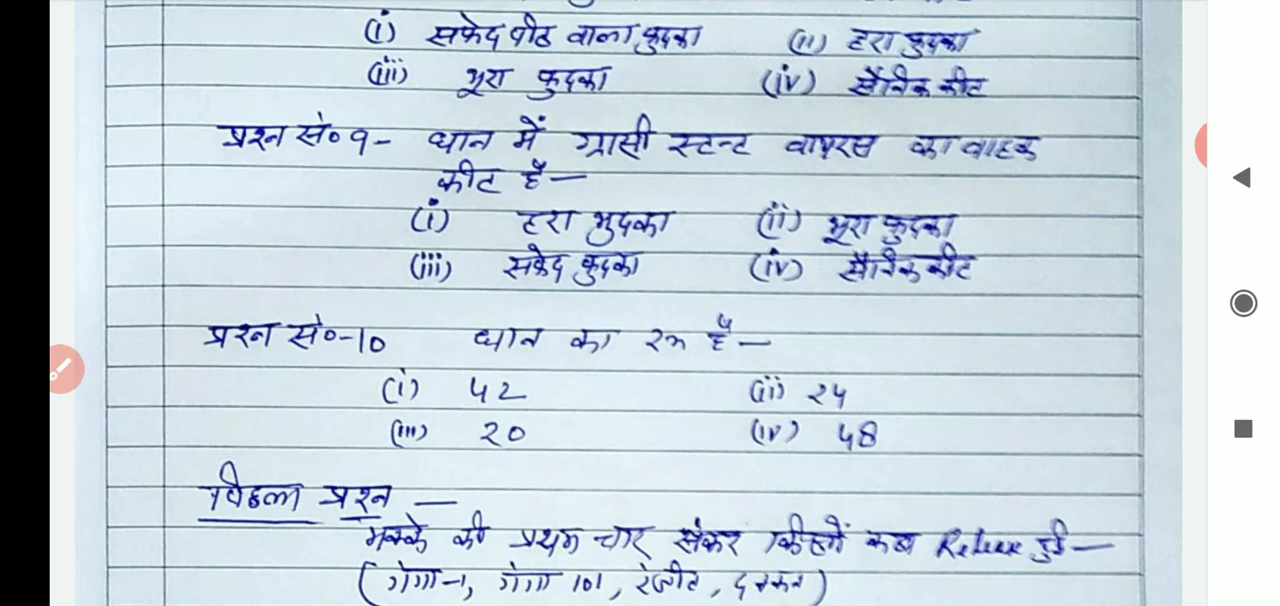 (i) सफेद पीठ वाला फुदका (ii) हरा फुदका
(iii) भूरा फुदका (iv) सैनिक कीट
प्रश्न सं० 9- धान में ग्रासी स्टन्ट वायरस का वाहक
कीट है—
(i) हरा भुदका (ii) भूरा फुदका
(iii) सफेद फुदका (iv) सैनिक कीट
प्रश्न सं०-10 धान का 2n है—
(i) 42 (ii) 24
(iii) 20 (iv) 48
पिछला प्रश्न —
मक्के की प्रथम चार संकर किस्में कब Release हुई—
(गंगा-1, गंगा 101, रंजीत, दक्कन)